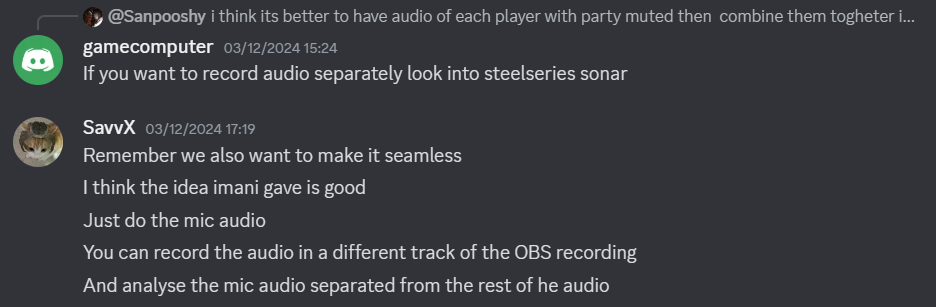 @Sanpooshy i think its better to have audio of each player with party muted then combine them togheter i...
gamecomputer 03/12/2024 15:24
If you want to record audio separately look into steelseries sonar
SavvX 03/12/2024 17:19
Remember we also want to make it seamless
I think the idea imani gave is good
Just do the mic audio
You can record the audio in a different track of the OBS recording
And analyse the mic audio separated from the rest of he audio